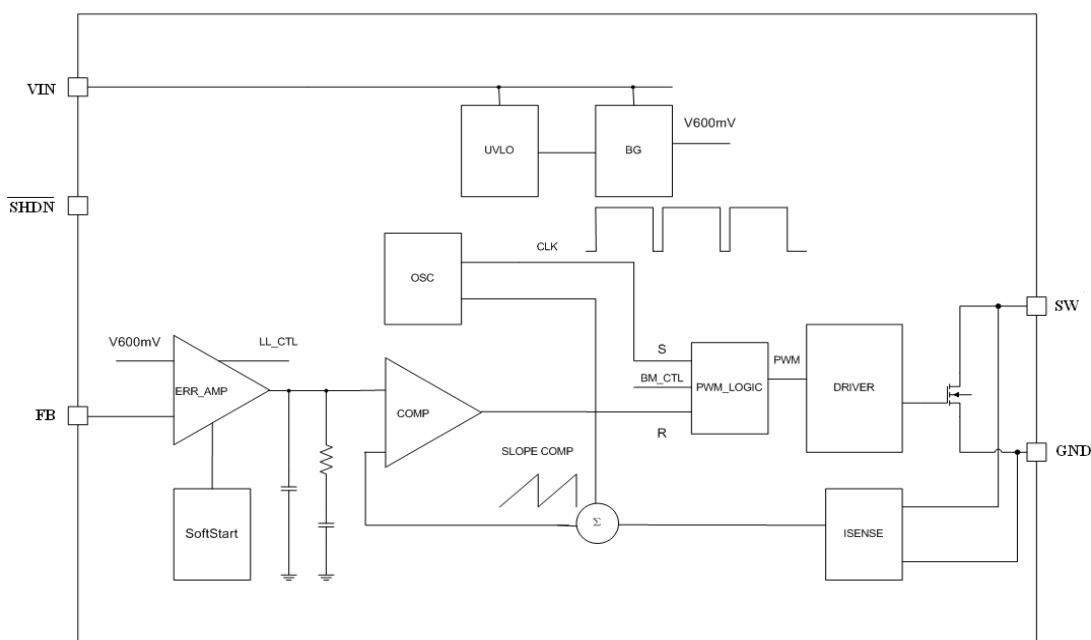 VIN
V600mV
UVLO
BG
SHDN
CLK
OSC
SW
V600mV
LL_CTL
S
PWM
ERR_AMP
BM_CTL
PWM_LOGIC
DRIVER
FB
COMP
R
GND
SLOPE COMP
SoftStart
Σ
ISENSE